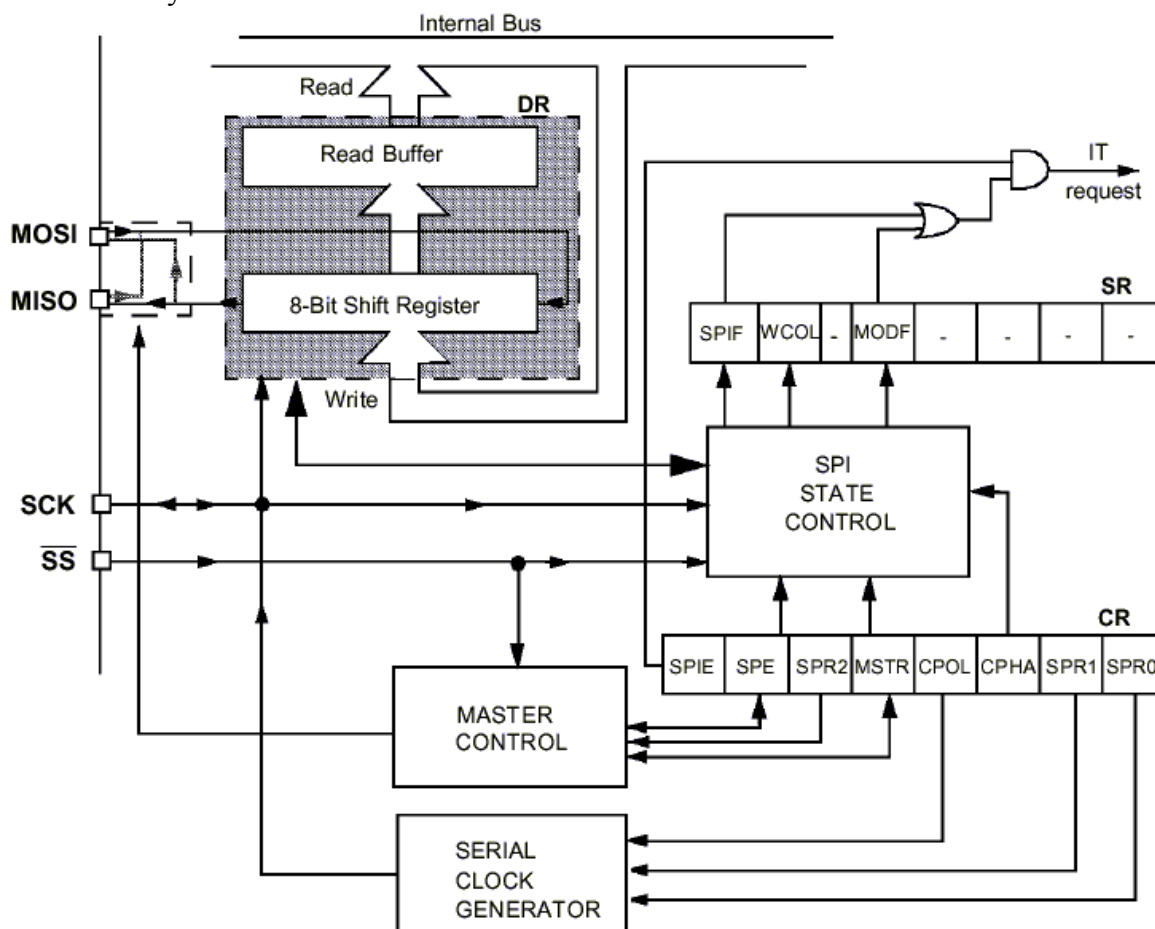 Internal Bus
Read
DR
Read Buffer
IT
request
MOSI
MISO
8-Bit Shift Register
SR
SPIF WCOL - MODF - - - -
Write
SPI
STATE
CONTROL
SCK
SS
CR
SPIE SPE SPR2 MSTR CPOL CPHA SPR1 SPR0
MASTER
CONTROL
SERIAL
CLOCK
GENERATOR